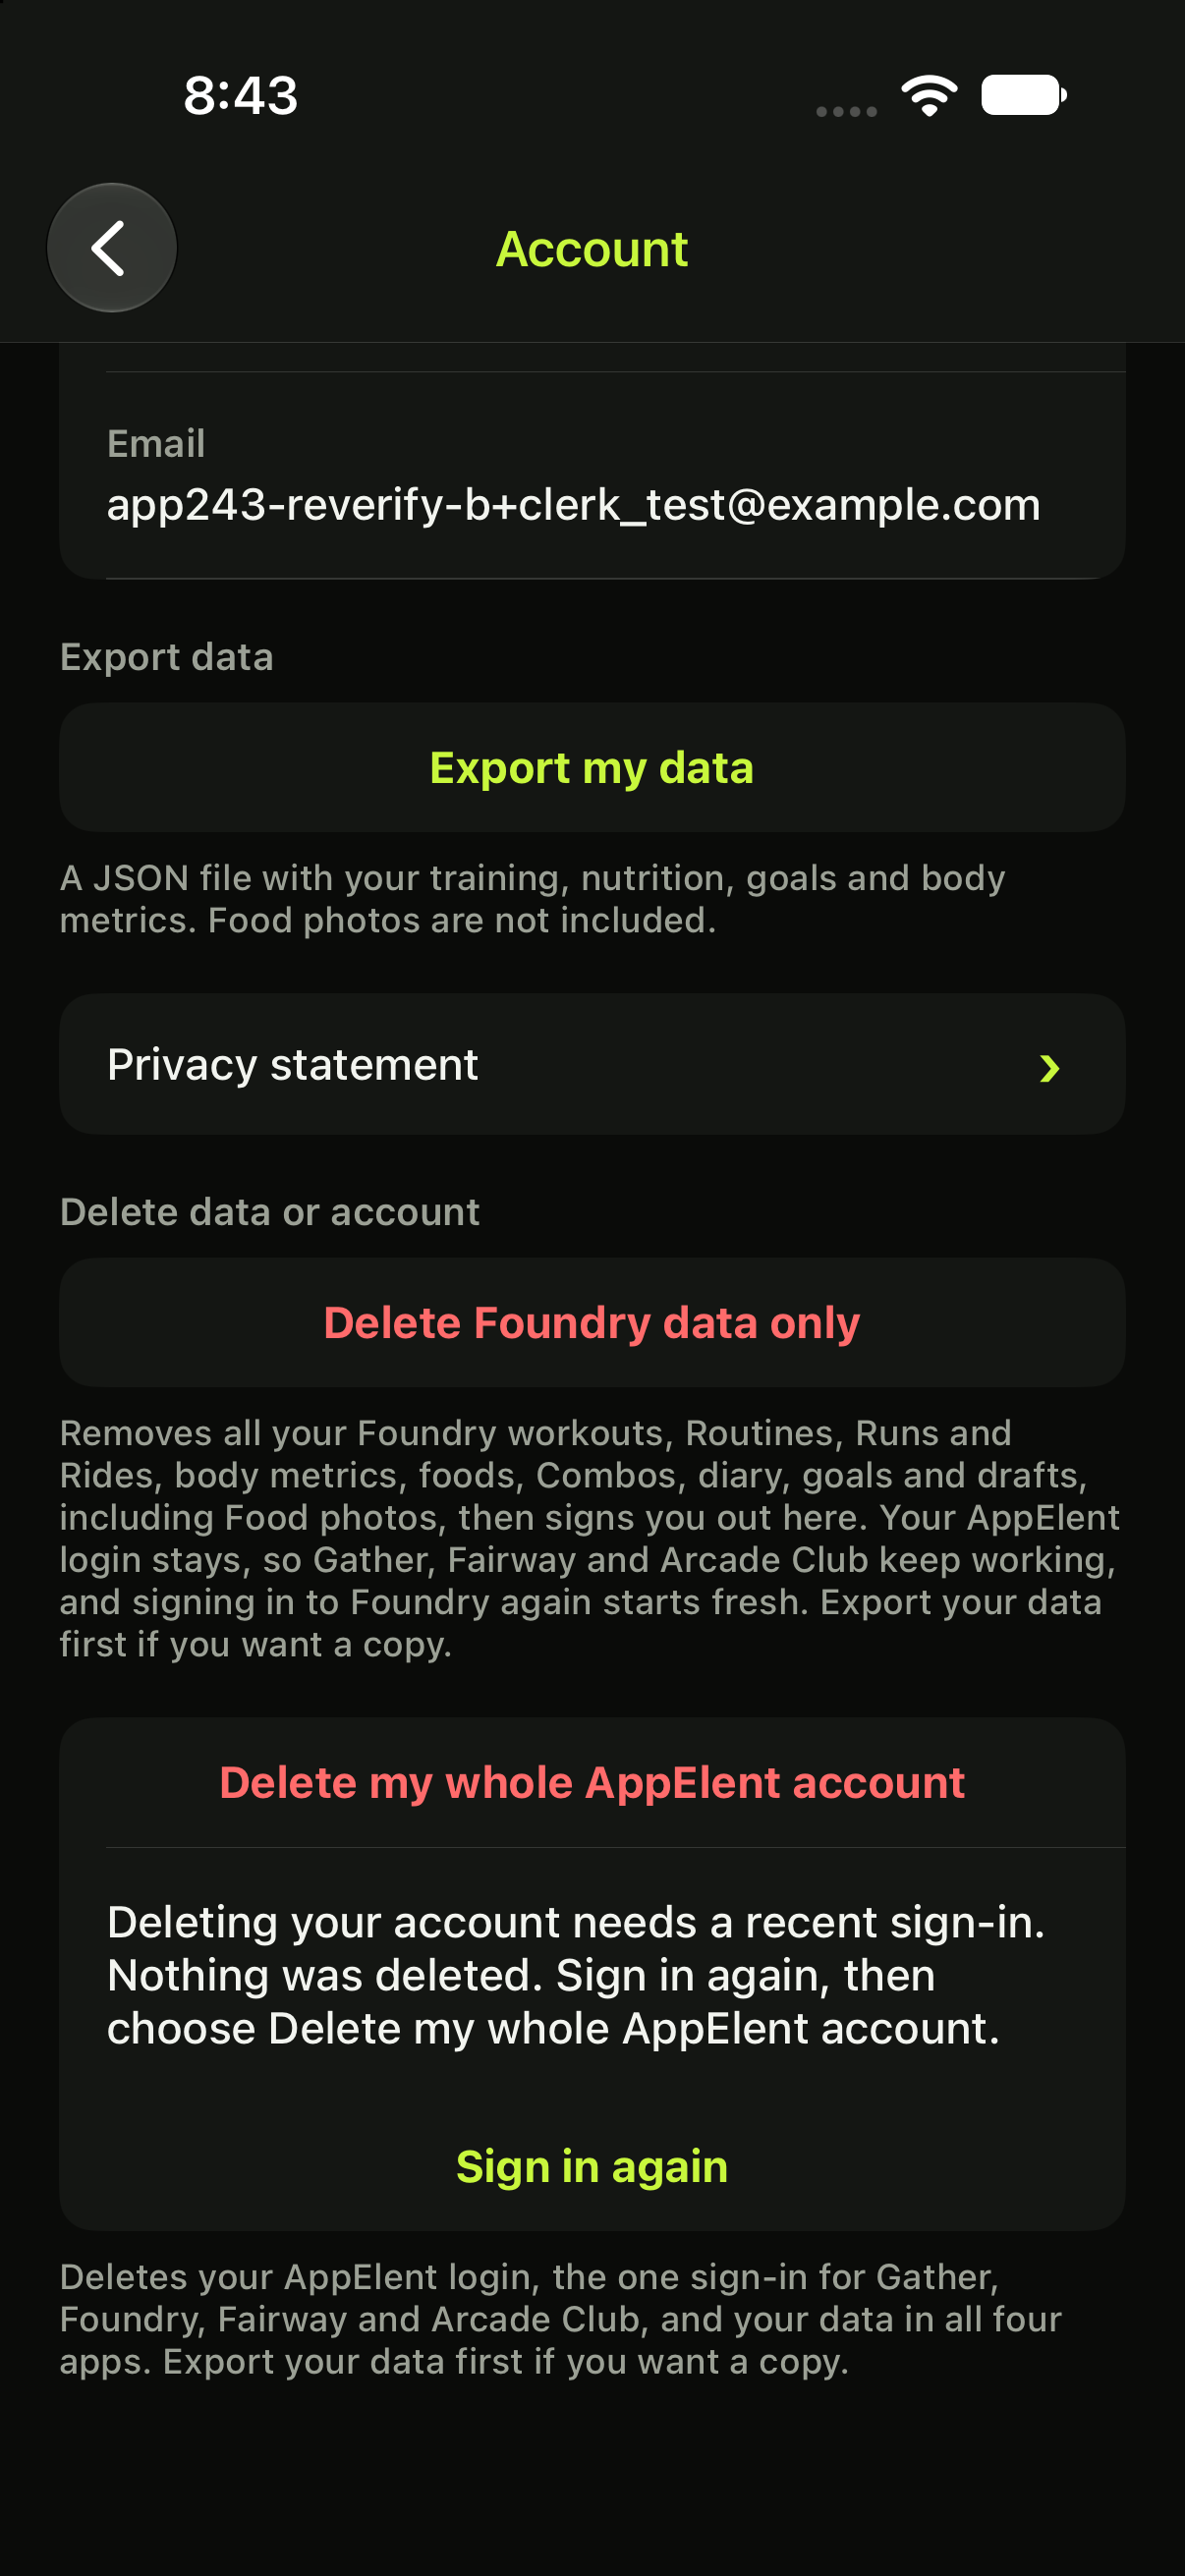 8:43
Account
Email
app243-reverify-b+clerk_test@example.com
Export data
Export my data
A JSON file with your training, nutrition, goals and body
metrics. Food photos are not included.
Privacy statement
Delete data or account
Delete Foundry data only
Removes all your Foundry workouts, Routines, Runs and
Rides, body metrics, foods, Combos, diary, goals and drafts,
including Food photos, then signs you out here. Your AppElent
login stays, so Gather, Fairway and Arcade Club keep working,
and signing in to Foundry again starts fresh. Export your data
first if you want a copy.
Delete my whole AppElent account
Deleting your account needs a recent sign-in.
Nothing was deleted. Sign in again, then
choose Delete my whole AppElent account.
Sign in again
Deletes your AppElent login, the one sign-in for Gather,
Foundry, Fairway and Arcade Club, and your data in all four
apps. Export your data first if you want a copy.